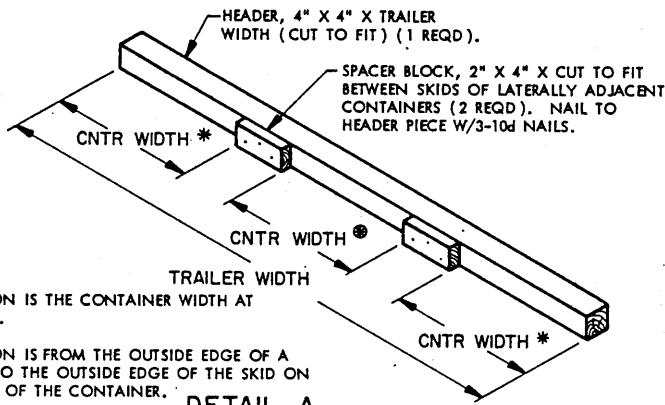 HEADER, 4" X 4" X TRAILER
WIDTH (CUT TO FIT) (1 REQD).
SPACER BLOCK, 2" X 4" X CUT TO FIT
BETWEEN SKIDS OF LATERALLY ADJACENT
CONTAINERS (2 REQD). NAIL TO
HEADER PIECE W/3-10d NAILS.
CNTR WIDTH *
CNTR WIDTH ⊛
TRAILER WIDTH
CNTR WIDTH *
ON IS THE CONTAINER WIDTH AT
ON IS FROM THE OUTSIDE EDGE OF A
O THE OUTSIDE EDGE OF THE SKID ON
OF THE CONTAINER.
DETAIL A